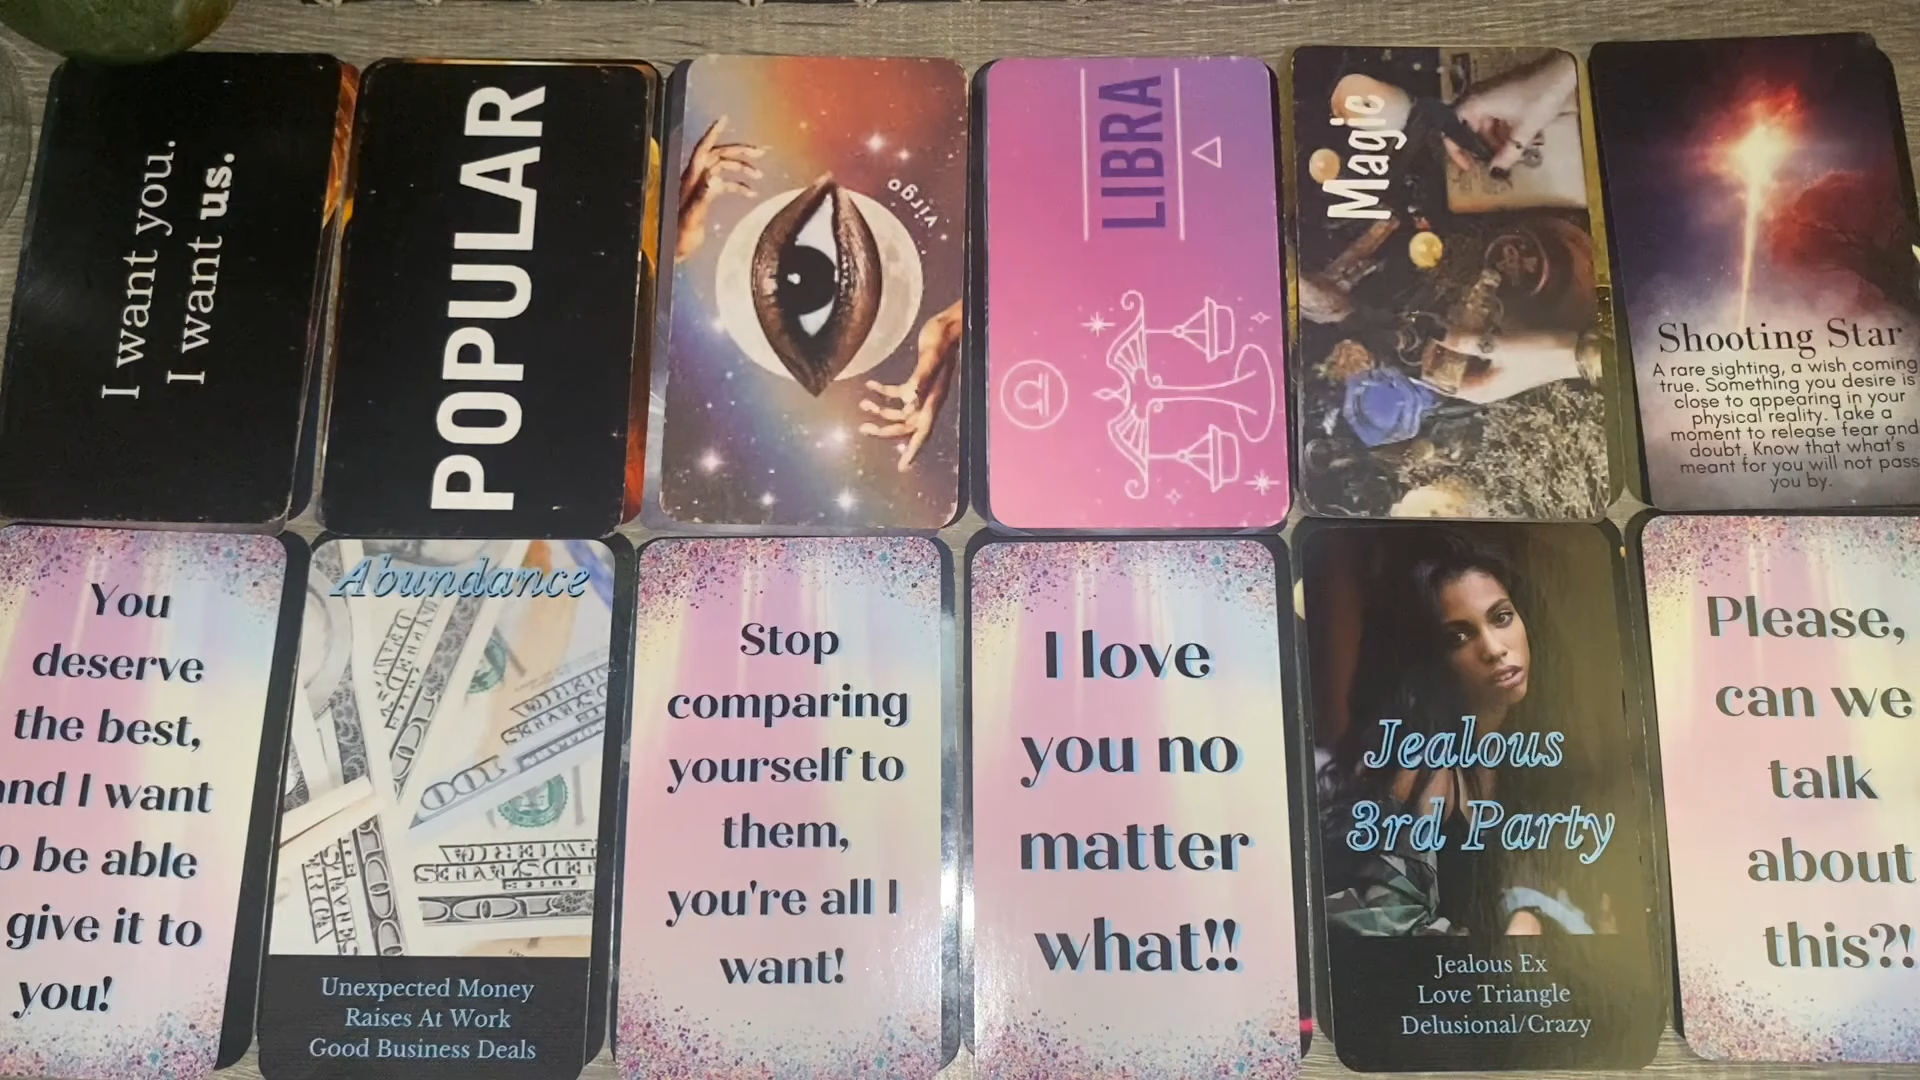 I want you.
I want us.
POPULAR
virgo
LIBRA
Magic
Shooting Star
A rare sighting, a wish coming
true. Something you desire is
close to appearing in your
physical reality. Take a
moment to release fear and
doubt. Know that what's
meant for you will not pass
you by.
You
deserve
the best,
and I want
to be able
give it to
you!
Abundance
Unexpected Money
Raises At Work
Good Business Deals
Stop
comparing
yourself to
them,
you're all I
want!
I love
you no
matter
what!!
Jealous
3rd Party
Jealous Ex
Love Triangle
Delusional/Crazy
Please,
can we
talk
about
this?!